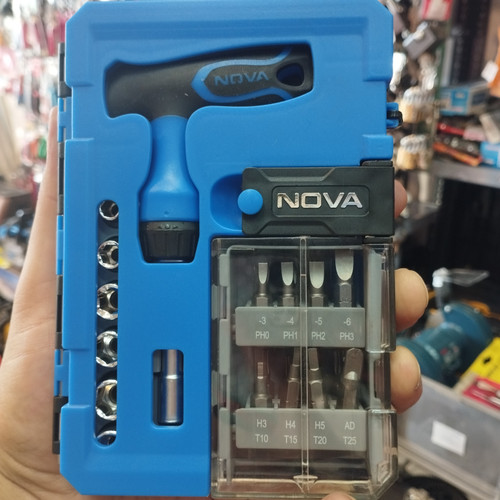 NOVA
NOVA
-3 -4 -5 -6
PH0 PH1 PH2 PH3
H3 H4 H5 AD
T10 T15 T20 T25